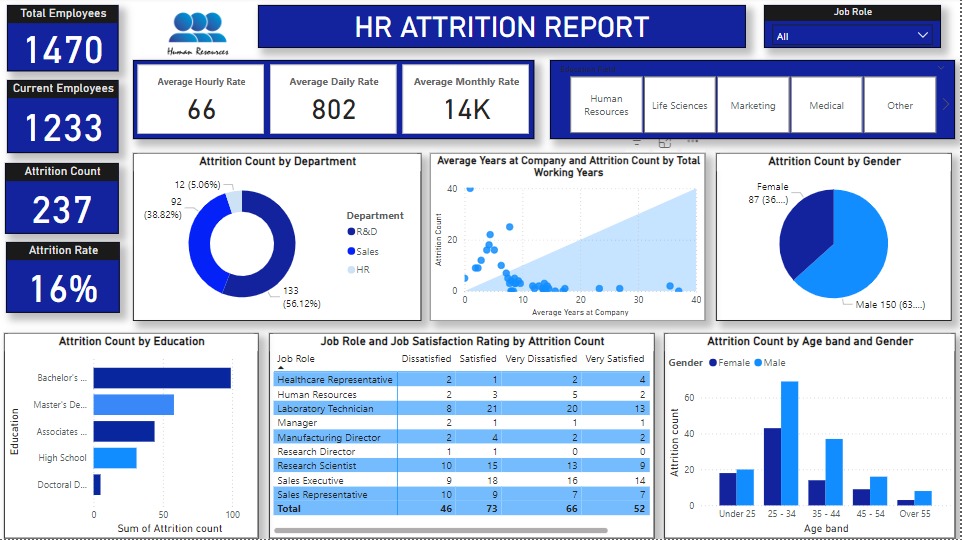 Total Employees
1470
Current Employees
1233
Attrition Count
237
Attrition Rate
16%
Human Resources
HR ATTRITION REPORT
Job Role
All
Average Hourly Rate
66
Average Daily Rate
802
Average Monthly Rate
14K
Human
Resources
Life Sciences
Marketing
Medical
Other
Attrition Count by Department
12 (5.06%)
92
(38.82%)
133
(56.12%)
Department
R&D
Sales
HR
Average Years at Company and Attrition Count by Total
Working Years
Attrition Count
40
20
0
0
10
20
30
40
Average Years at Company
Attrition Count by Gender
Female
87 (36....)
Male 150 (63....)
Attrition Count by Education
Education
Bachelor's ...
Master's De...
Associates ...
High School
Doctoral D...
0
50
100
Sum of Attrition count
Job Role and Job Satisfaction Rating by Attrition Count
Job Role Dissatisfied Satisfied Very Dissatisfied Very Satisfied
Healthcare Representative 2 1 2 4
Human Resources 2 3 5 2
Laboratory Technician 8 21 20 13
Manager 2 1 1 1
Manufacturing Director 2 4 2 2
Research Director 1 1 0 0
Research Scientist 10 15 13 9
Sales Executive 9 18 16 14
Sales Representative 10 9 7 7
Total 46 73 66 52
Attrition Count by Age band and Gender
Gender Female Male
Attrition count
60
40
20
0
Under 25
25 - 34
35 - 44
45 - 54
Over 55
Age band